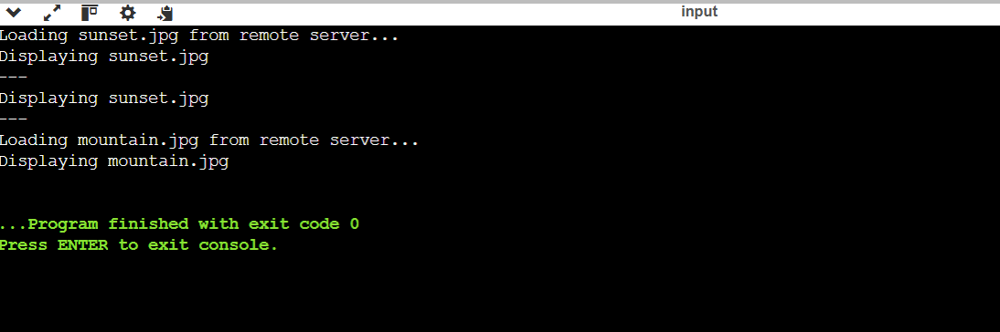 input
Loading sunset.jpg from remote server...
Displaying sunset.jpg
---
Displaying sunset.jpg
---
Loading mountain.jpg from remote server...
Displaying mountain.jpg
...Program finished with exit code 0
Press ENTER to exit console.